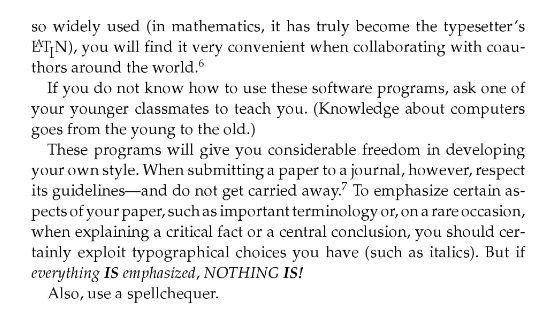 so widely used (in mathematics, it has truly become the typesetter's
LATIN), you will find it very convenient when collaborating with coau-
thors around the world.⁶
If you do not know how to use these software programs, ask one of
your younger classmates to teach you. (Knowledge about computers
goes from the young to the old.)
These programs will give you considerable freedom in developing
your own style. When submitting a paper to a journal, however, respect
its guidelines—and do not get carried away.⁷ To emphasize certain as-
pects of your paper, such as important terminology or, on a rare occasion,
when explaining a critical fact or a central conclusion, you should cer-
tainly exploit typographical choices you have (such as italics). But if
everything IS emphasized, NOTHING IS!
Also, use a spellchequer.